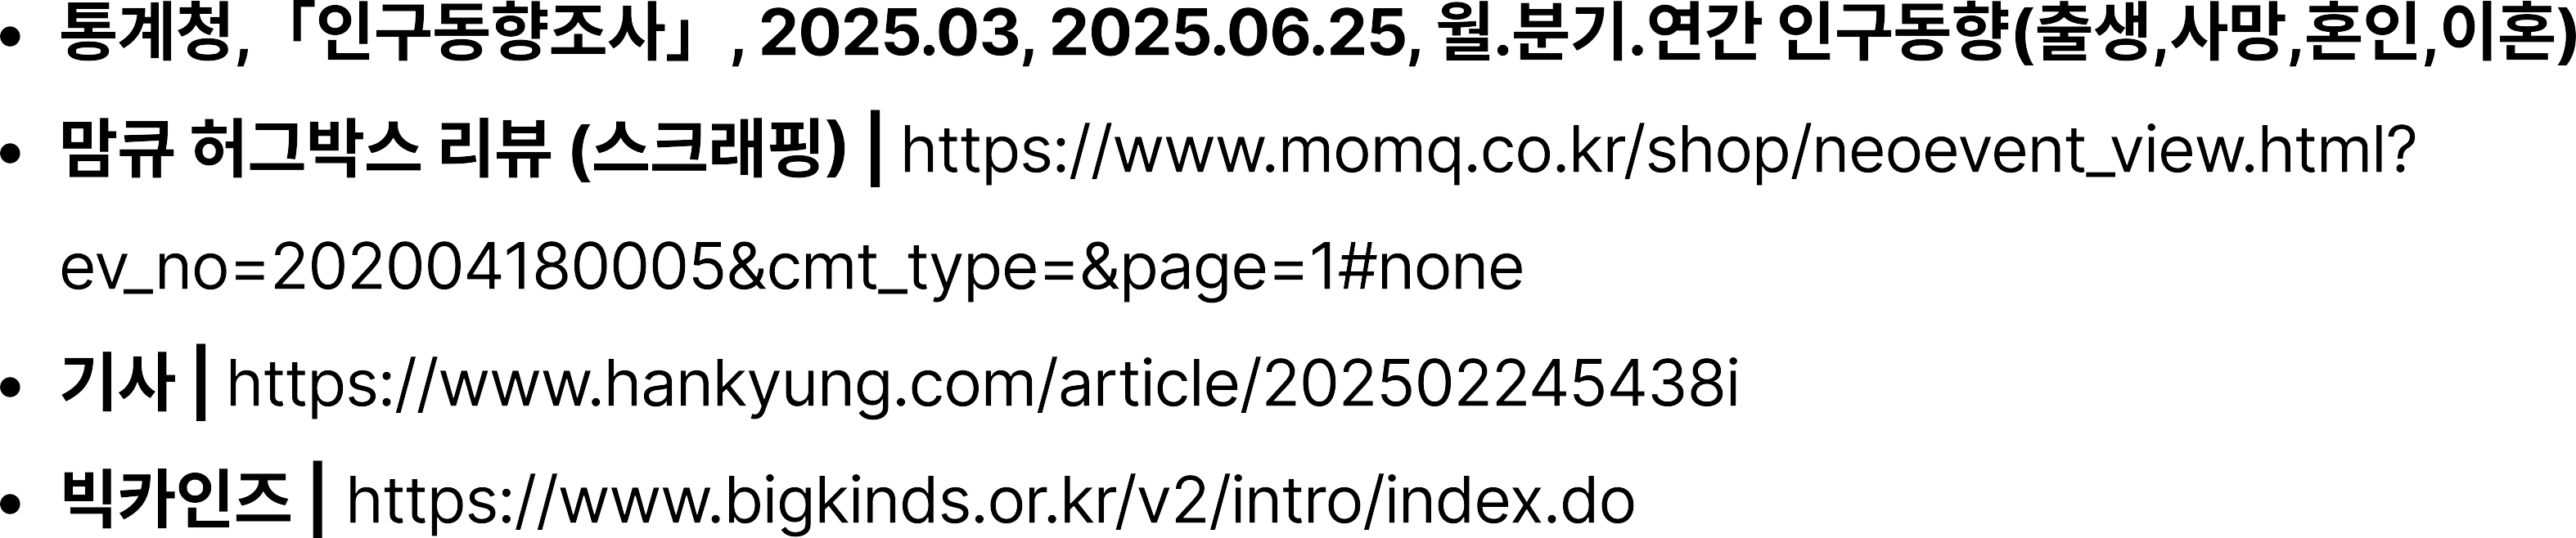 • 통계청,「인구동향조사」, 2025.03, 2025.06.25, 월.분기.연간 인구동향(출생,사망,혼인,이혼)
• 맘큐 허그박스 리뷰 (스크래핑) | https://www.momq.co.kr/shop/neoevent_view.html?
ev_no=202004180005&cmt_type=&page=1#none
• 기사 | https://www.hankyung.com/article/202502245438i
• 빅카인즈 | https://www.bigkinds.or.kr/v2/intro/index.do